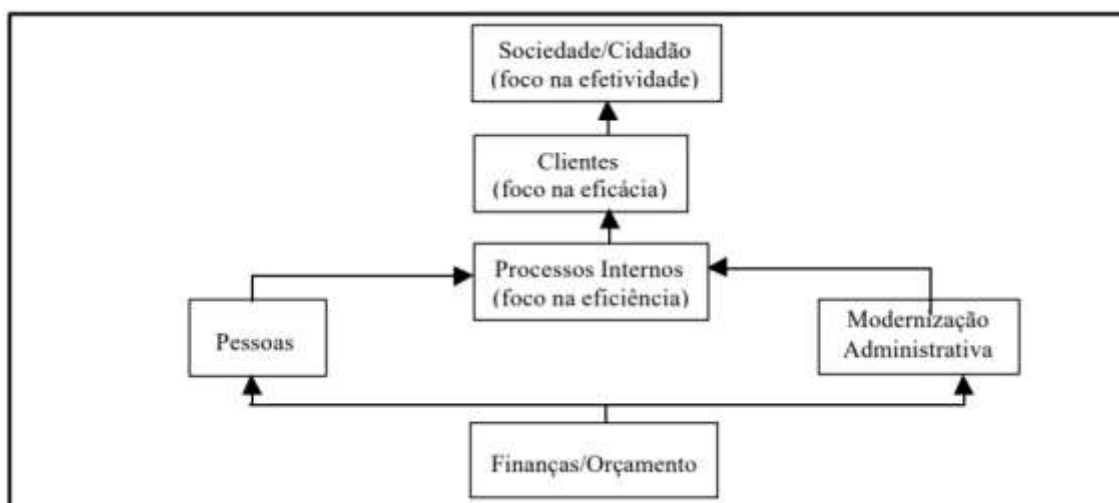 Sociedade/Cidadão
(foco na efetividade)
Clientes
(foco na eficácia)
Processos Internos
(foco na eficiência)
Pessoas
Modernização
Administrativa
Finanças/Orçamento